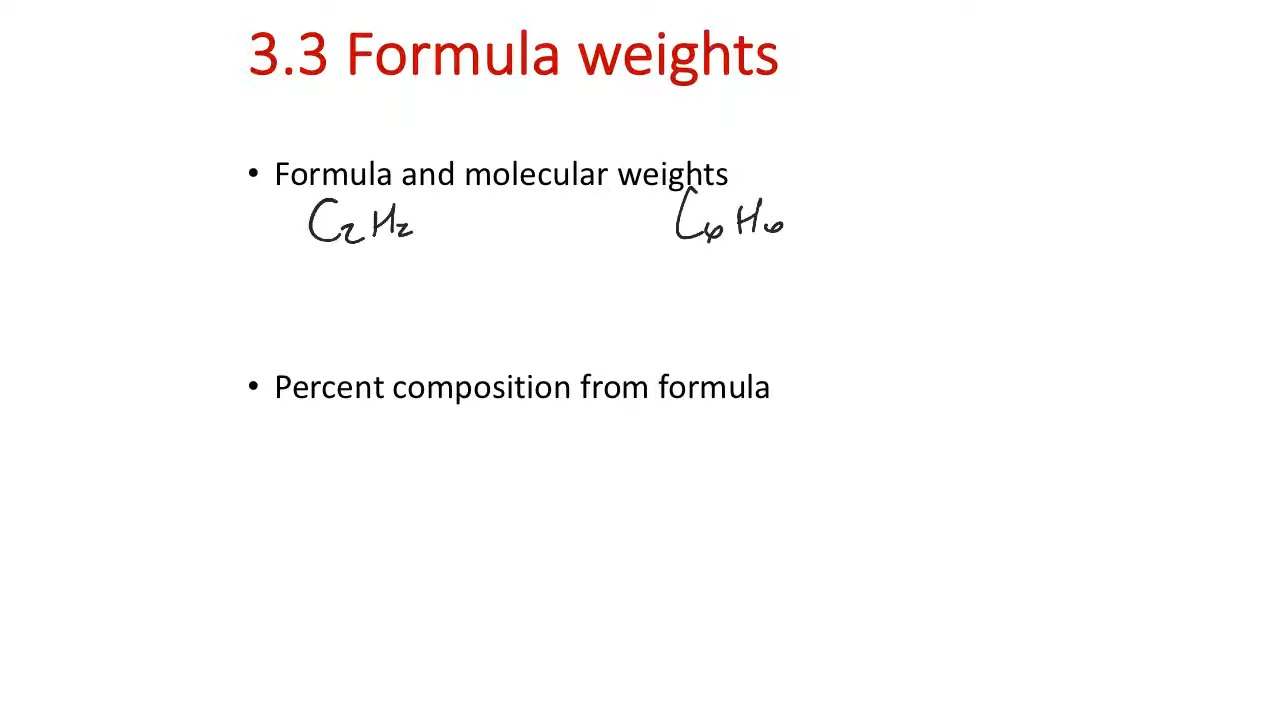 3.3 Formula weights
• Formula and molecular weights
C₂H₂ C₆H₆
• Percent composition from formula